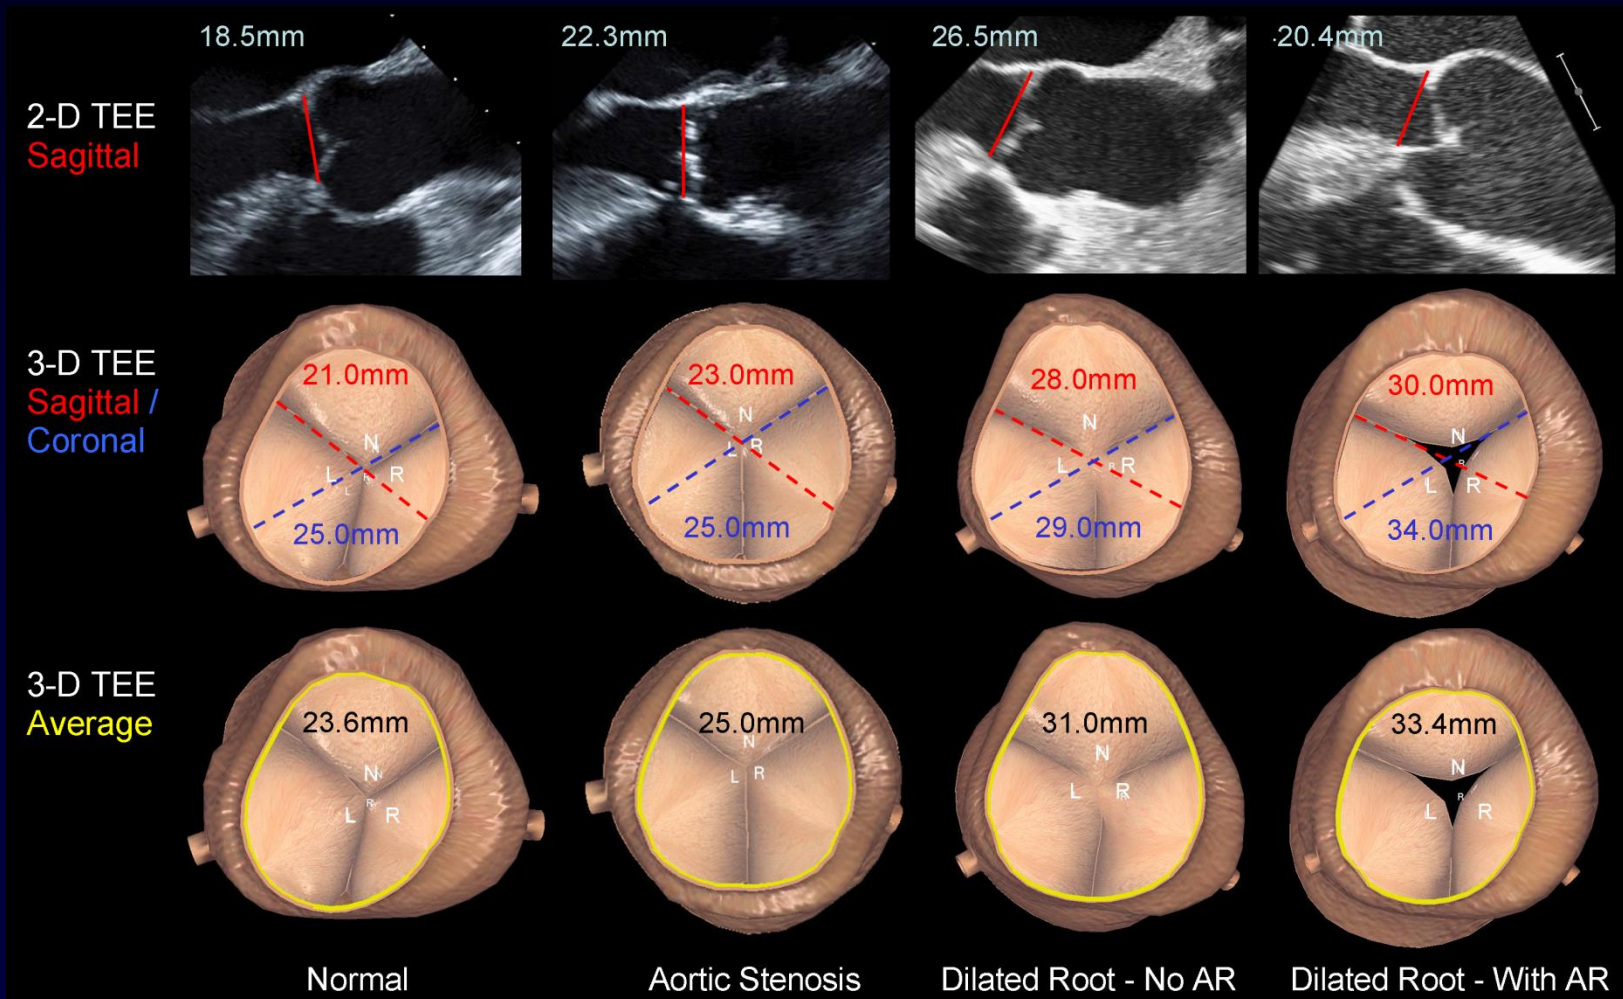 18.5mm
22.3mm
26.5mm
20.4mm
2-D TEE
Sagittal
3-D TEE
Sagittal /
Coronal
21.0mm
N
L
R
R
L
25.0mm
23.0mm
N
L R
25.0mm
28.0mm
N
L R R
29.0mm
30.0mm
N
R
L R
34.0mm
3-D TEE
Average
23.6mm
N
R
L R
25.0mm
N
L R
31.0mm
N
L R
33.4mm
N
R
L R
Normal
Aortic Stenosis
Dilated Root - No AR
Dilated Root - With AR